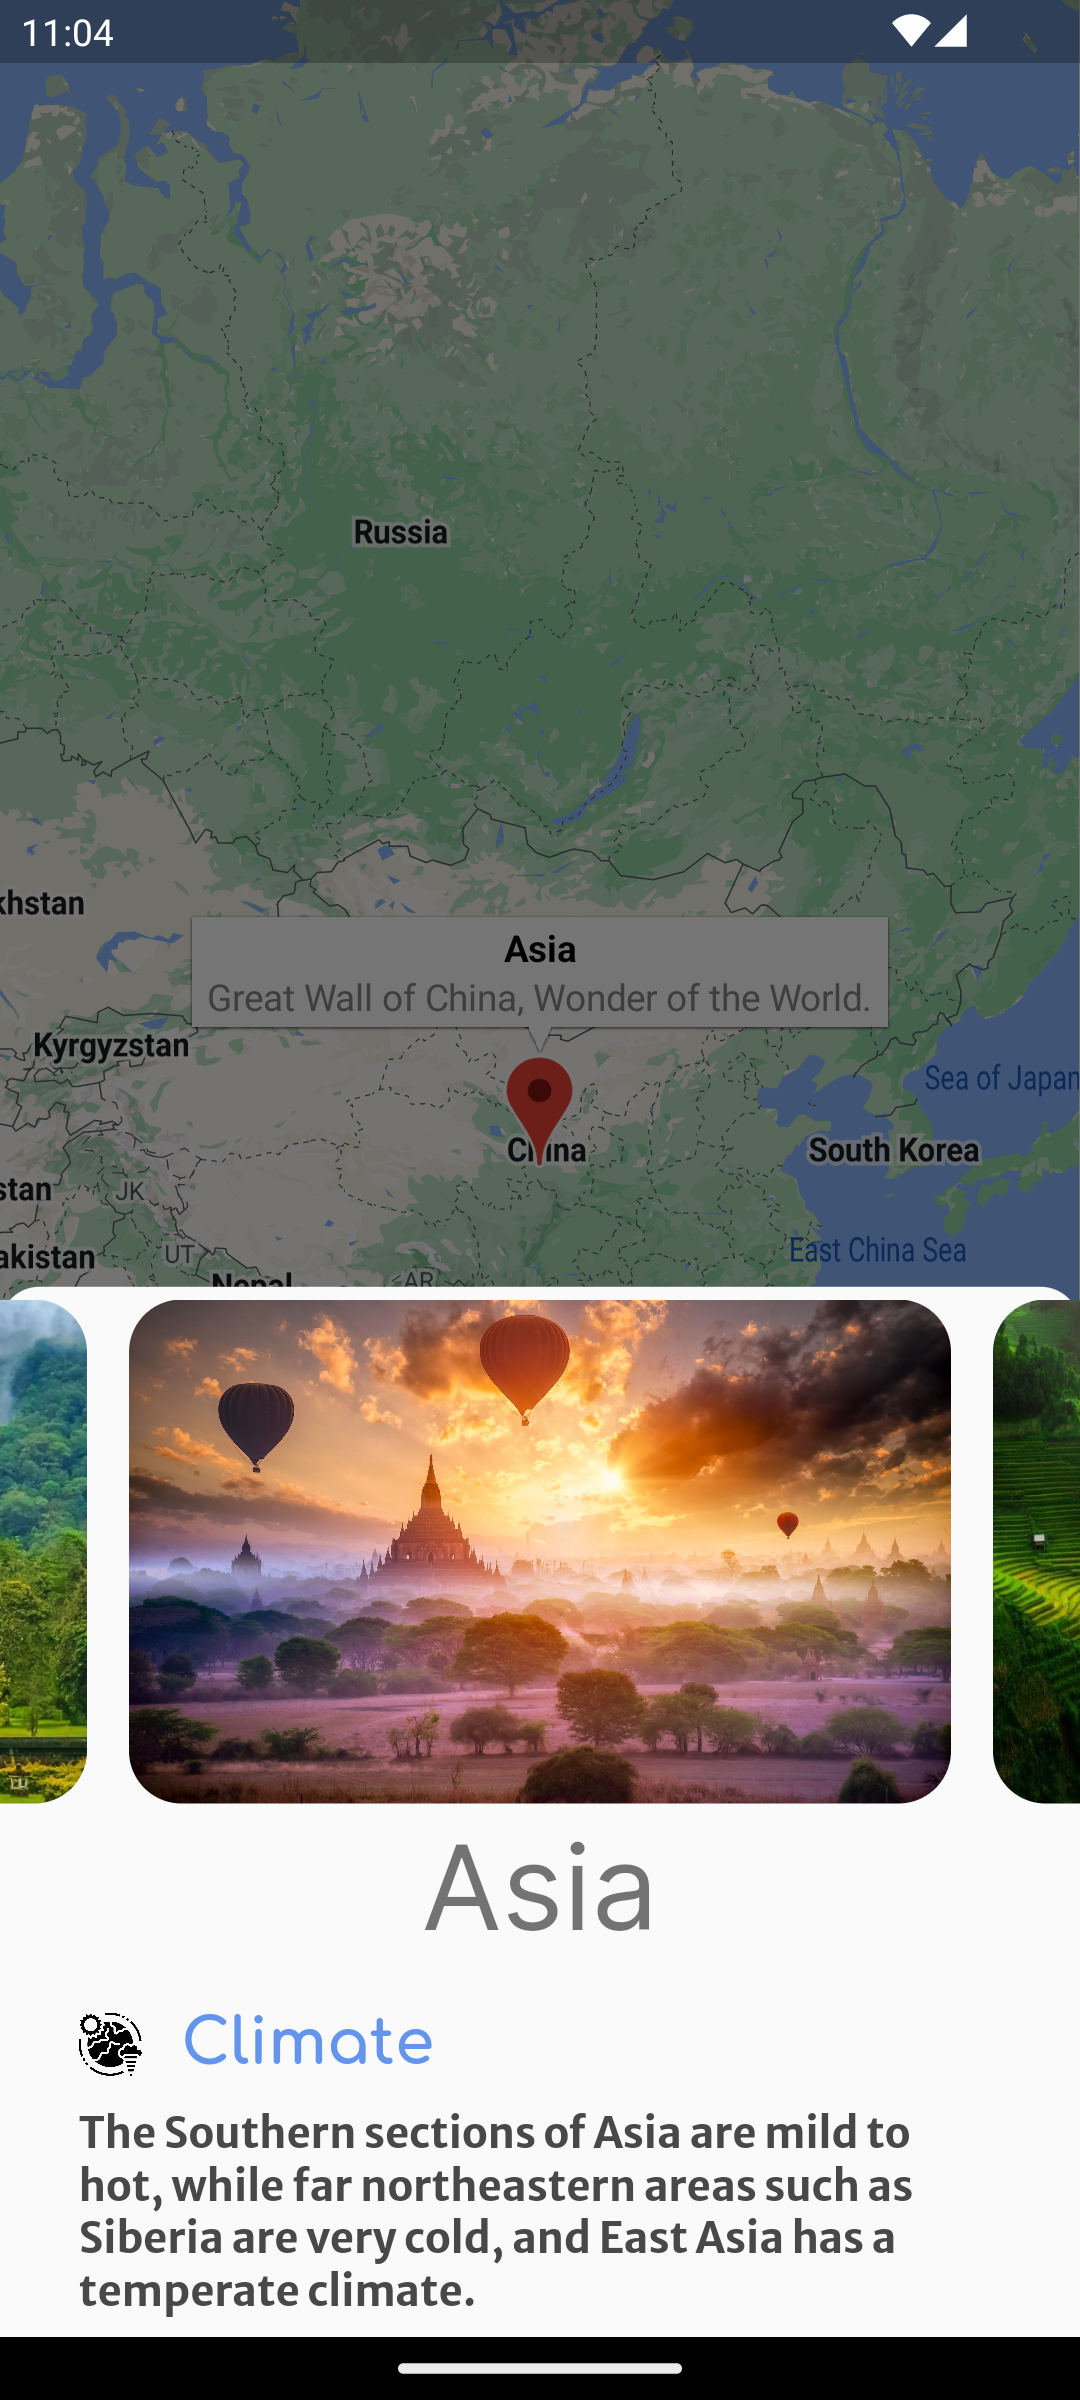 11:04
Russia
khstan
Asia
Great Wall of China, Wonder of the World.
Kyrgyzstan
Sea of Japan
China
South Korea
stan
JK
akistan
UT
East China Sea
Nepal
AR
Asia
Climate
The Southern sections of Asia are mild to
hot, while far northeastern areas such as
Siberia are very cold, and East Asia has a
temperate climate.